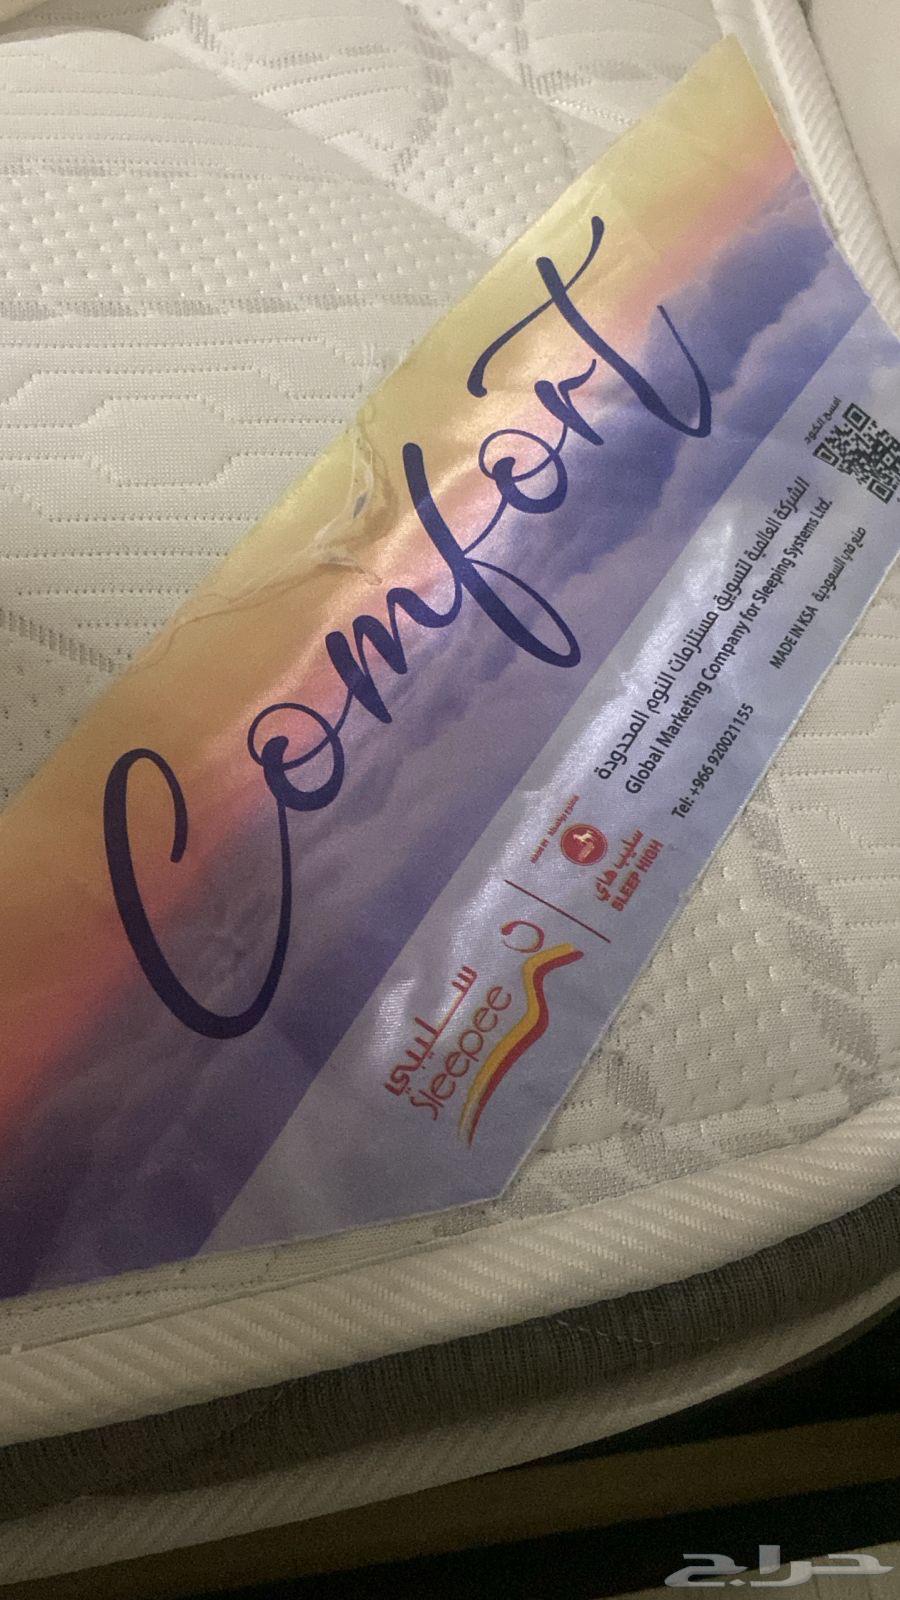 Comfort
امسح الكود
الشركة العالمية لتسويق مستلزمات النوم المحدودة
Global Marketing Company for Sleeping Systems Ltd.
Tel: +966 920021155
MADE IN KSA صنع في السعودية
سليب هاي
SLEEP HIGH
سليبي
Sleepee
حراج